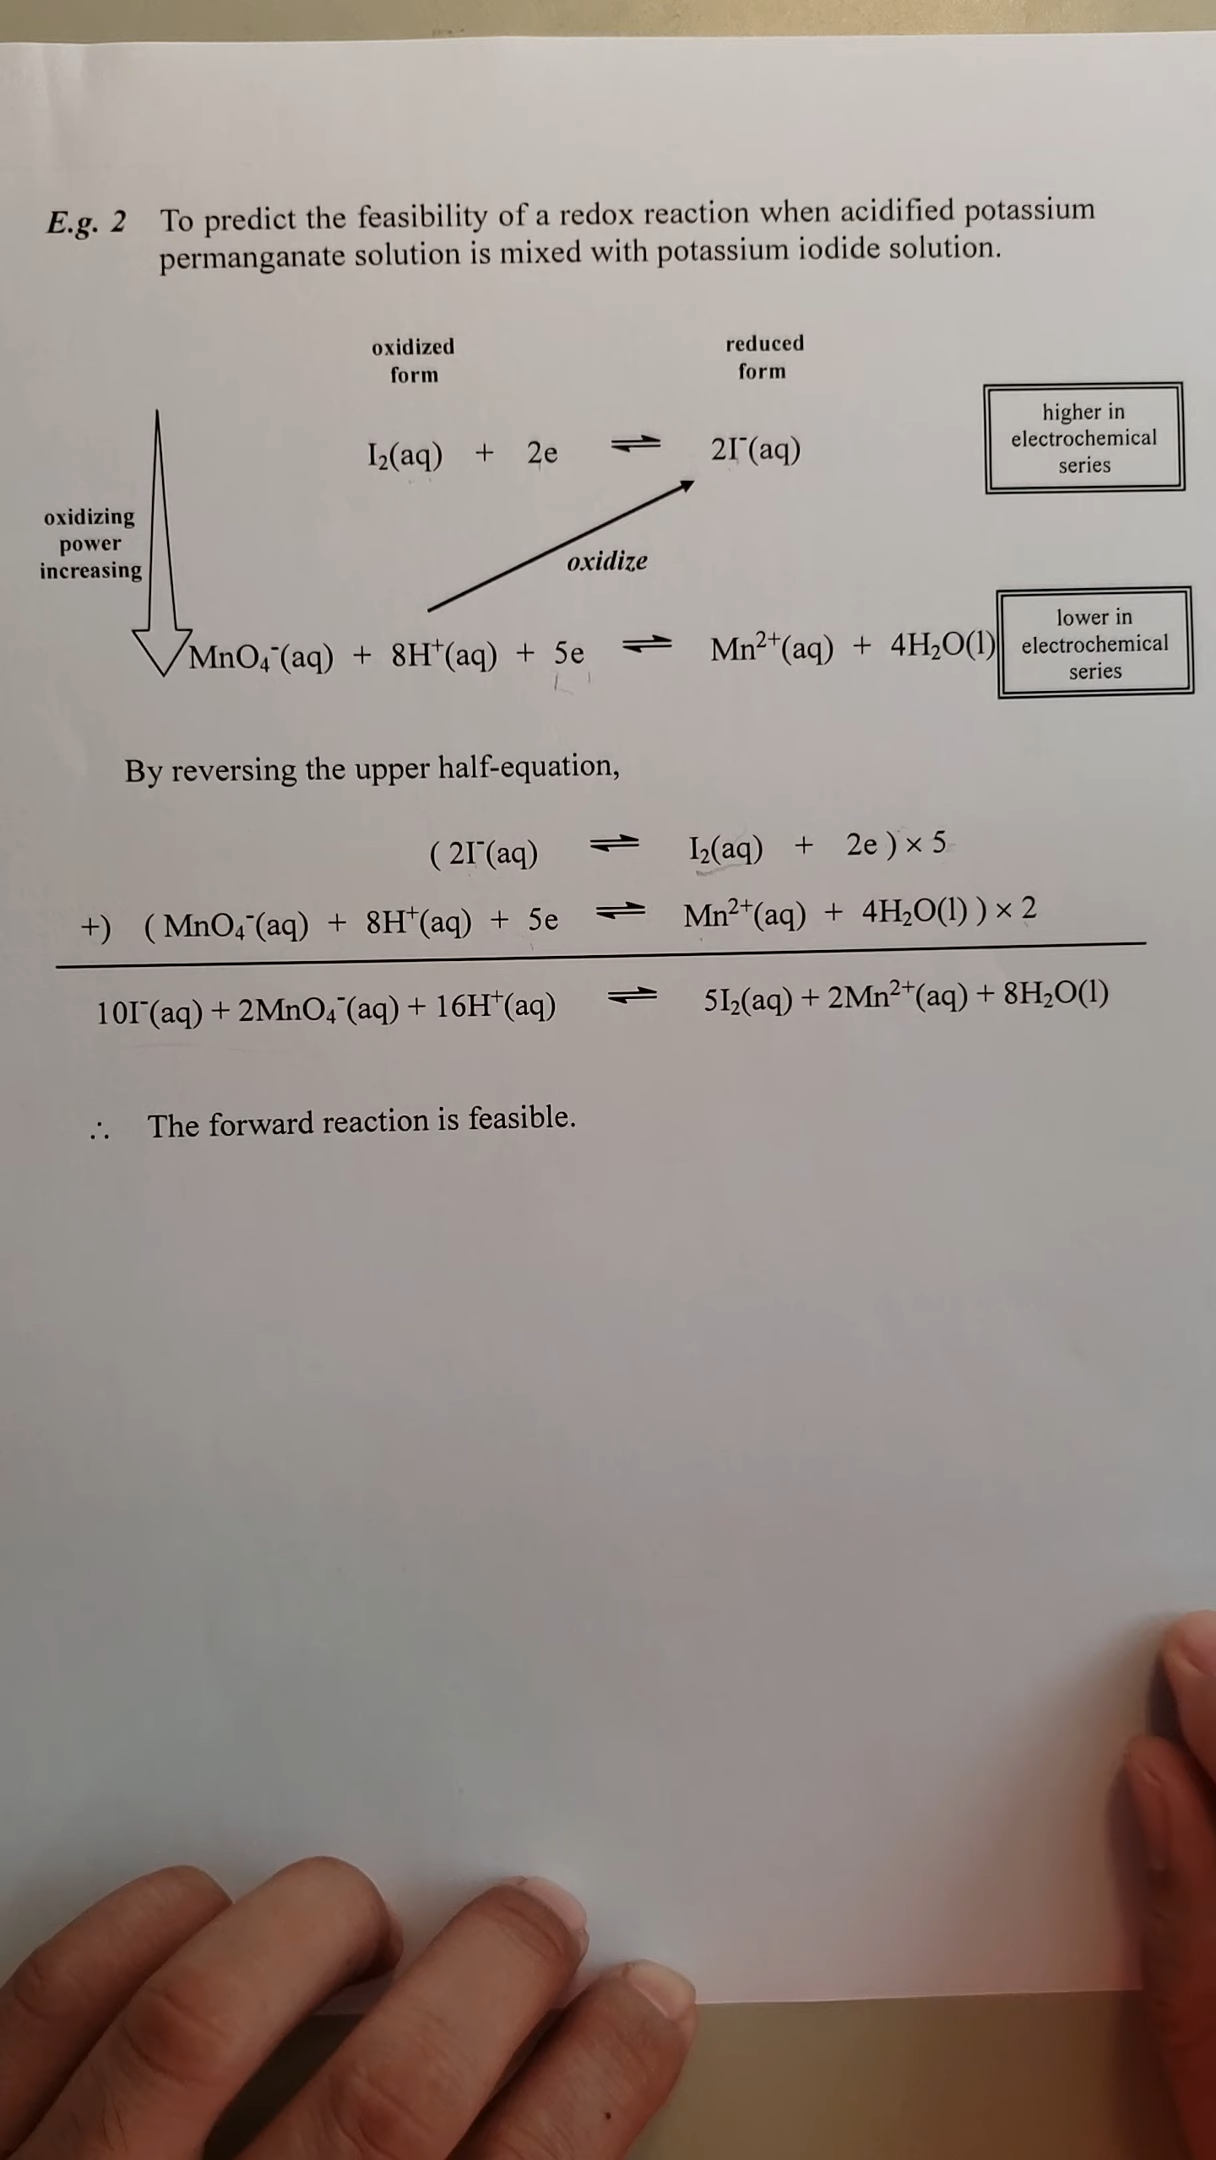 E.g. 2 To predict the feasibility of a redox reaction when acidified potassium
permanganate solution is mixed with potassium iodide solution.
oxidized
form
reduced
form
I₂(aq) + 2e ⇌ 2I⁻(aq)
higher in
electrochemical
series
oxidizing
power
increasing
oxidize
MnO₄⁻(aq) + 8H⁺(aq) + 5e ⇌ Mn²⁺(aq) + 4H₂O(l)
lower in
electrochemical
series
By reversing the upper half-equation,
( 2I⁻(aq) ⇌ I₂(aq) + 2e ) × 5
+) ( MnO₄⁻(aq) + 8H⁺(aq) + 5e ⇌ Mn²⁺(aq) + 4H₂O(l) ) × 2
10I⁻(aq) + 2MnO₄⁻(aq) + 16H⁺(aq) ⇌ 5I₂(aq) + 2Mn²⁺(aq) + 8H₂O(l)
∴ The forward reaction is feasible.